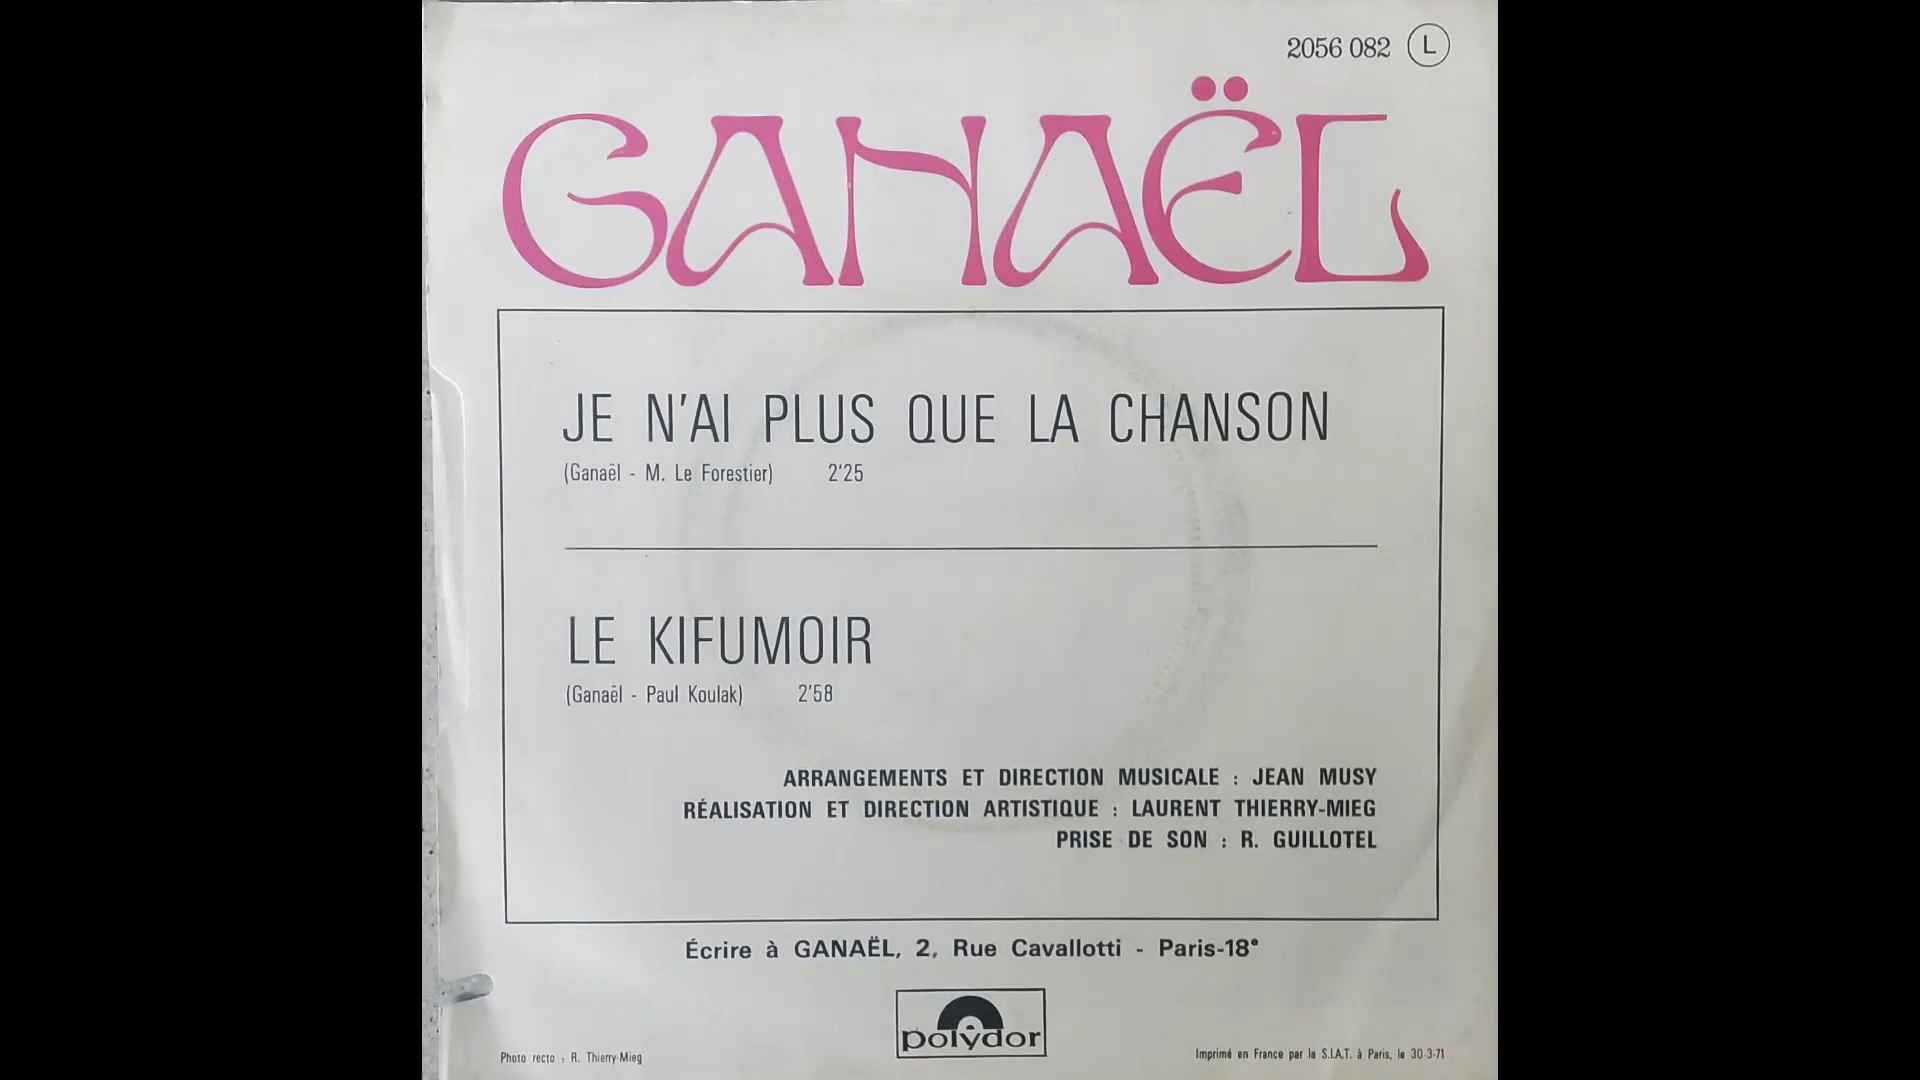 2056 082 L
GANAËL
JE N'AI PLUS QUE LA CHANSON
(Ganaël - M. Le Forestier) 2'25
LE KIFUMOIR
(Ganaël - Paul Koulak) 2'58
ARRANGEMENTS ET DIRECTION MUSICALE : JEAN MUSY
RÉALISATION ET DIRECTION ARTISTIQUE : LAURENT THIERRY-MIEG
PRISE DE SON : R. GUILLOTEL
Écrire à GANAËL, 2, Rue Cavallotti - Paris-18e
polydor
Photo recto : R. Thierry-Mieg
Imprimé en France par la S.I.A.T. à Paris, le 30-3-71